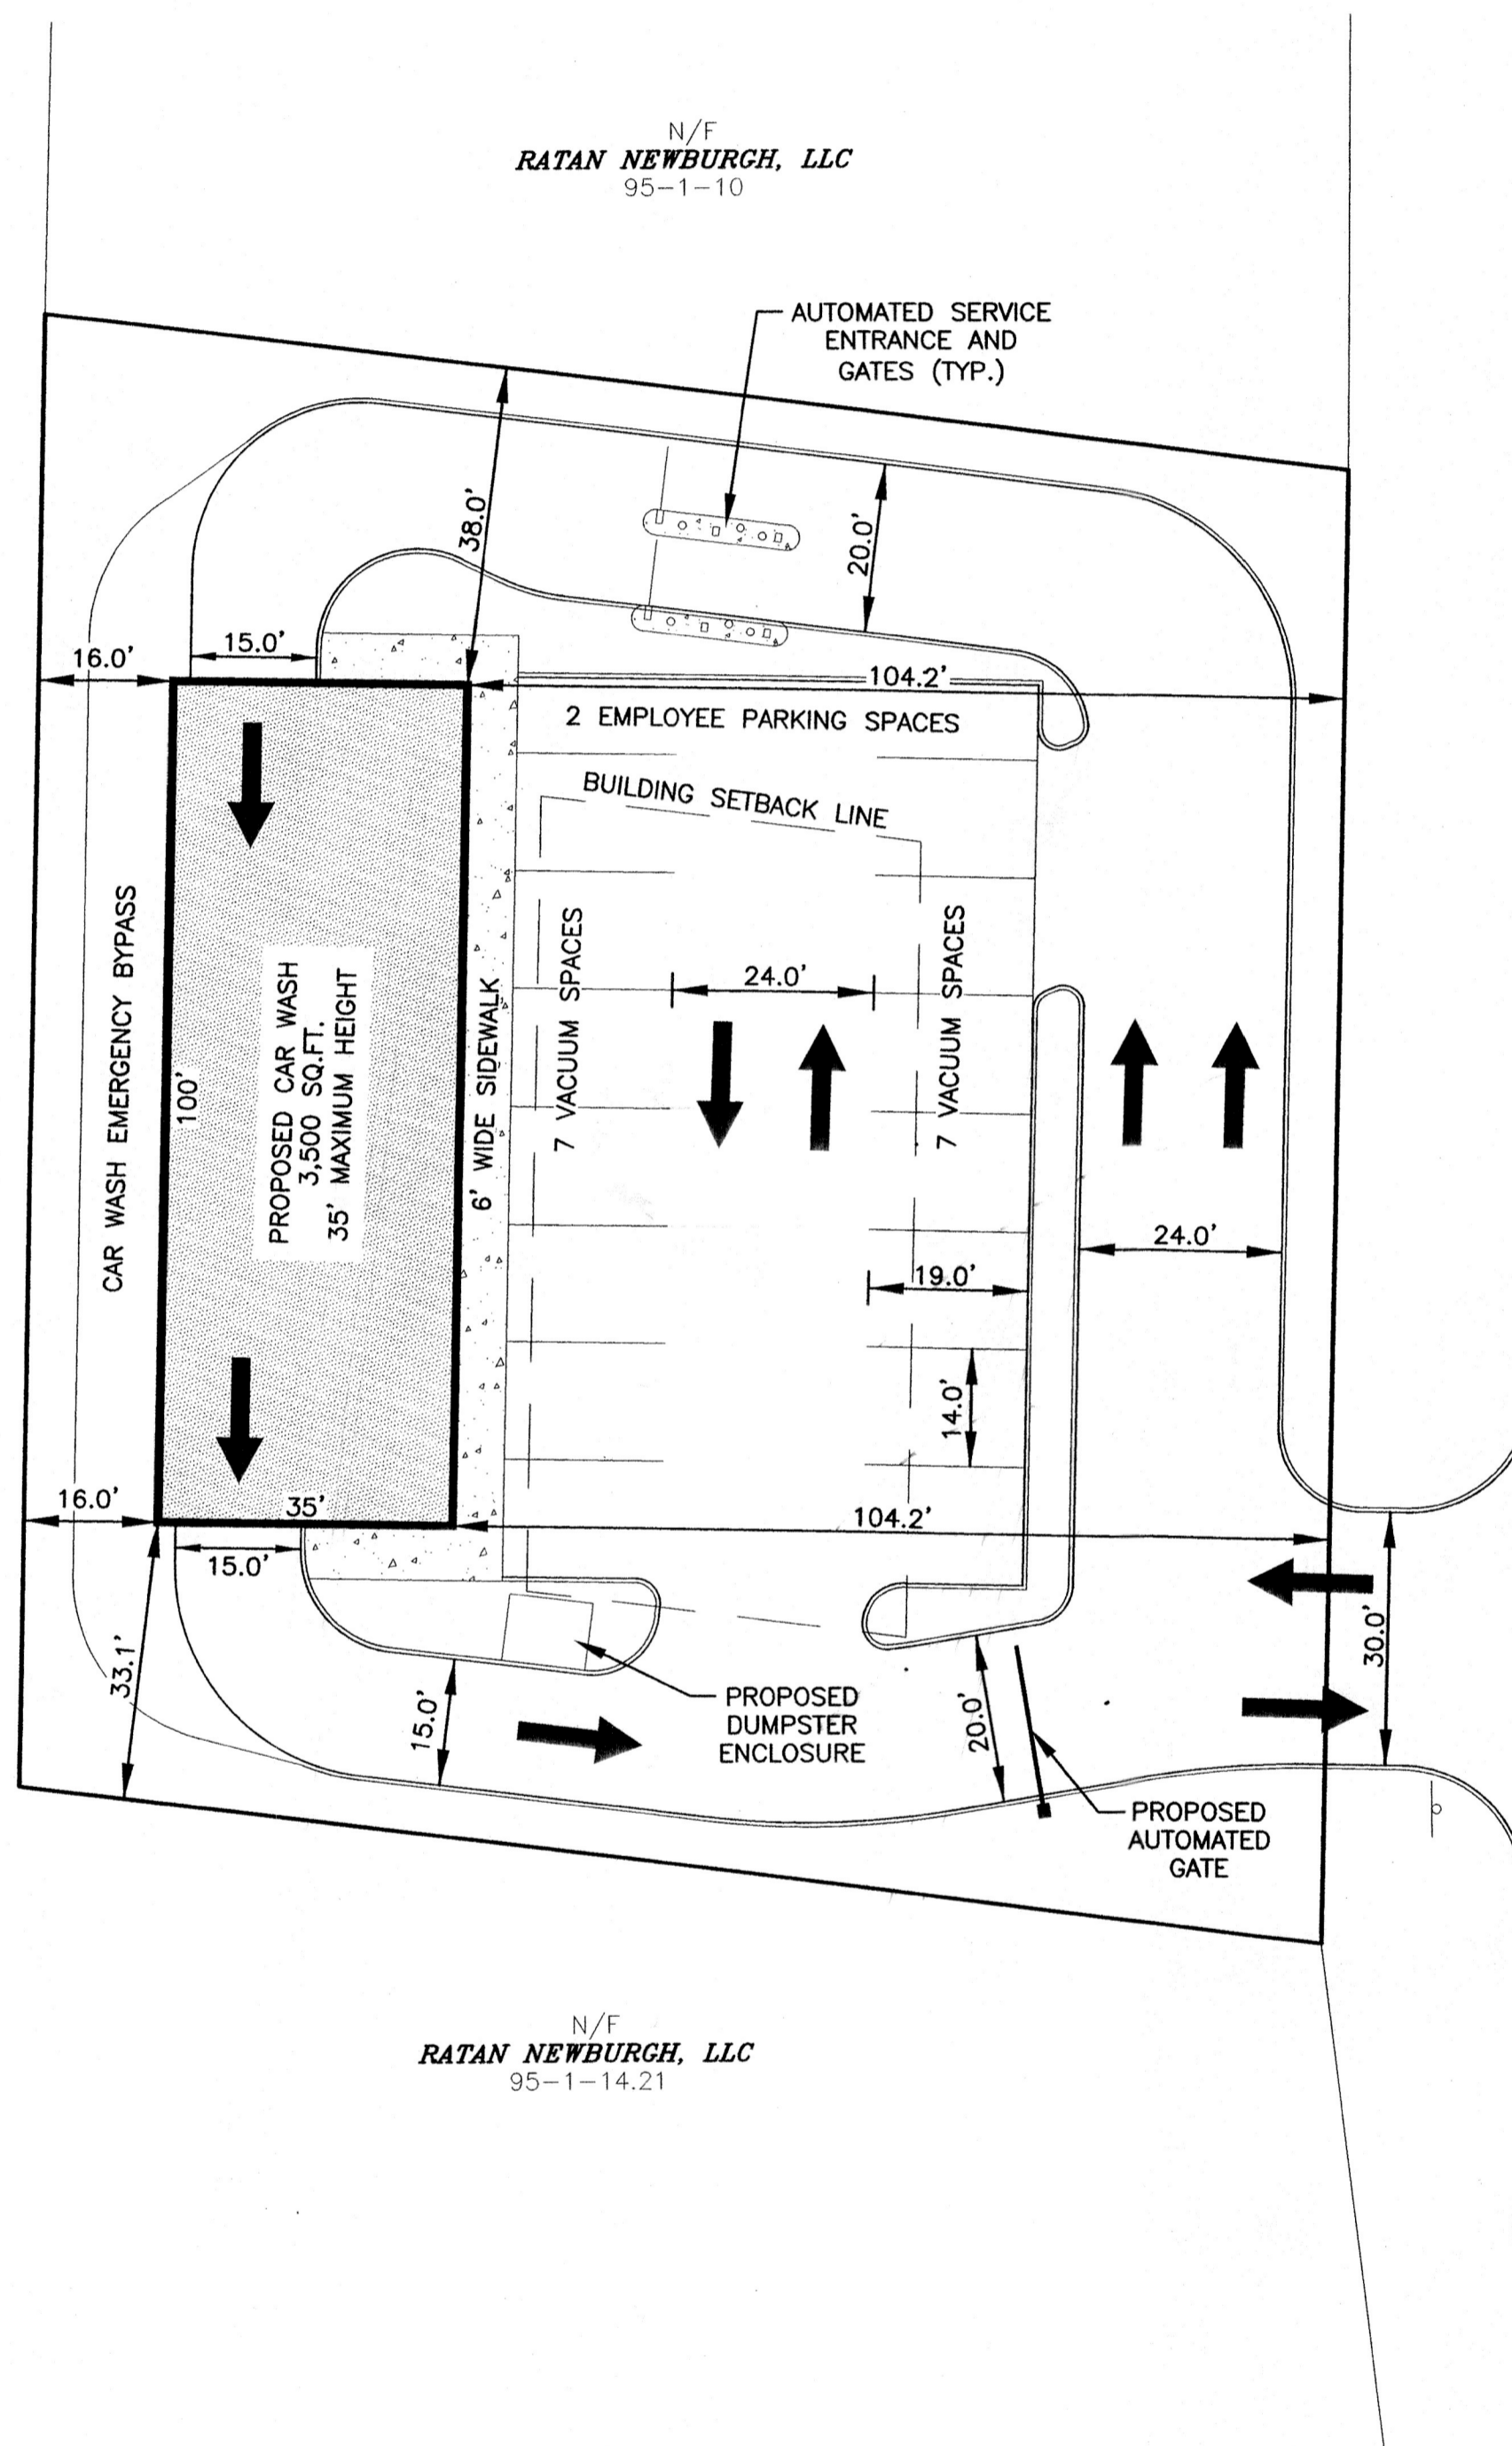 N/F
RATAN NEWBURGH, LLC
95-1-10
AUTOMATED SERVICE
ENTRANCE AND
GATES (TYP.)
38.0'
20.0'
16.0'
15.0'
104.2'
2 EMPLOYEE PARKING SPACES
BUILDING SETBACK LINE
CAR WASH EMERGENCY BYPASS
100'
PROPOSED CAR WASH
3,500 SQ.FT.
35' MAXIMUM HEIGHT
6' WIDE SIDEWALK
7 VACUUM SPACES
24.0'
7 VACUUM SPACES
24.0'
19.0'
14.0'
16.0'
35'
104.2'
15.0'
33.1'
15.0'
PROPOSED
DUMPSTER
ENCLOSURE
20.0'
30.0'
PROPOSED
AUTOMATED
GATE
N/F
RATAN NEWBURGH, LLC
95-1-14.21